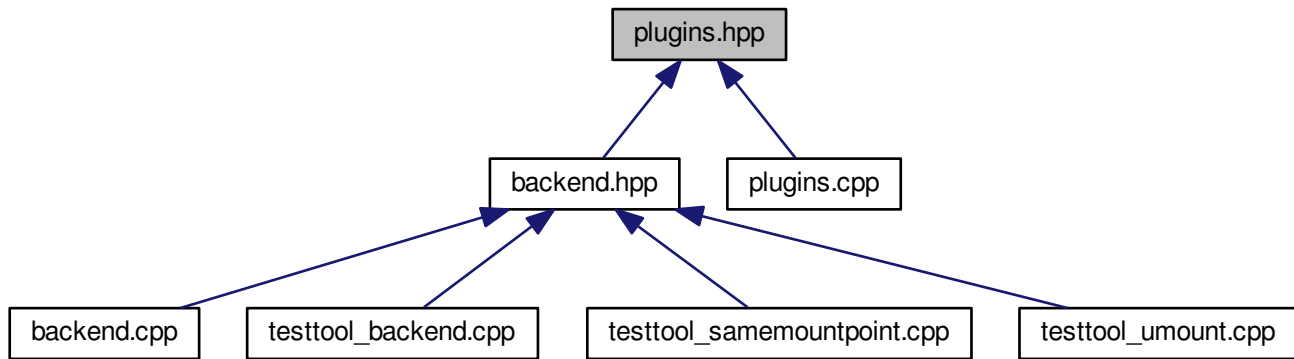 plugins.hpp
backend.hpp
plugins.cpp
backend.cpp
testtool_backend.cpp
testtool_samemountpoint.cpp
testtool_umount.cpp